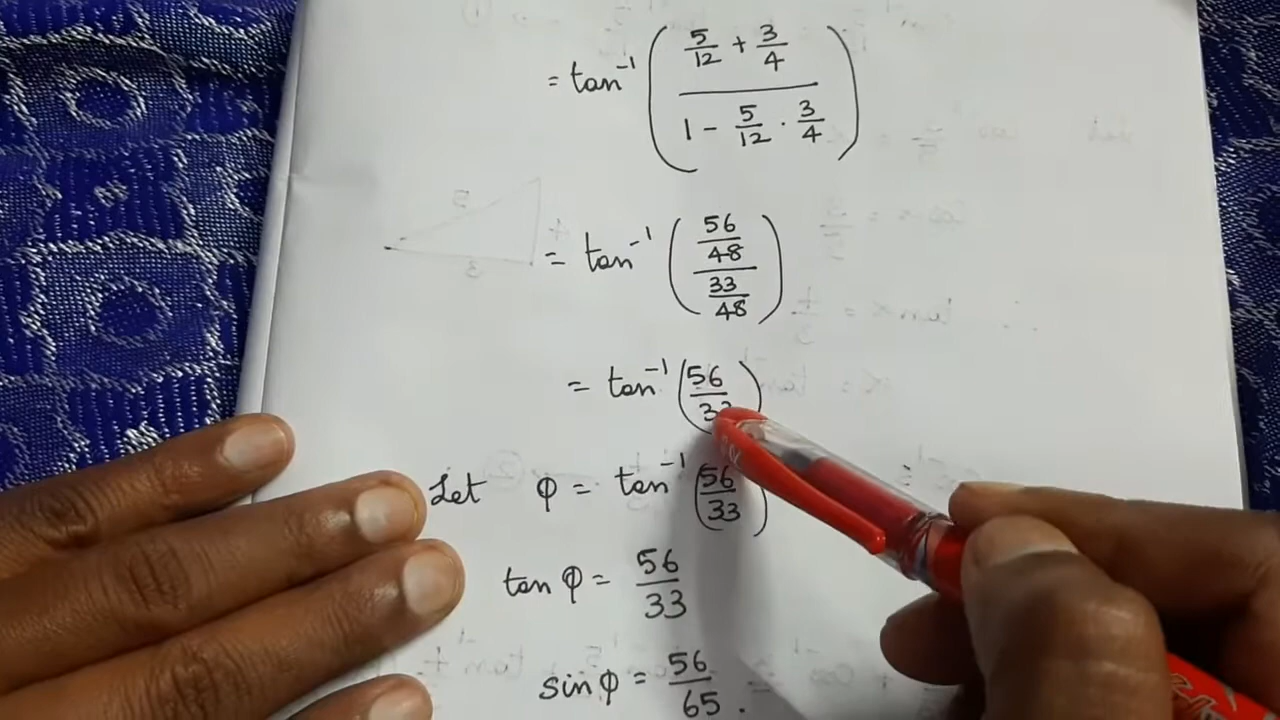 = tan⁻¹ ( (5/12 + 3/4) / (1 - 5/12 · 3/4) )
= tan⁻¹ ( (56/48) / (33/48) )
= tan⁻¹ (56/33)
Let φ = tan⁻¹ (56/33)
tan φ = 56/33
sin φ = 56/65 .